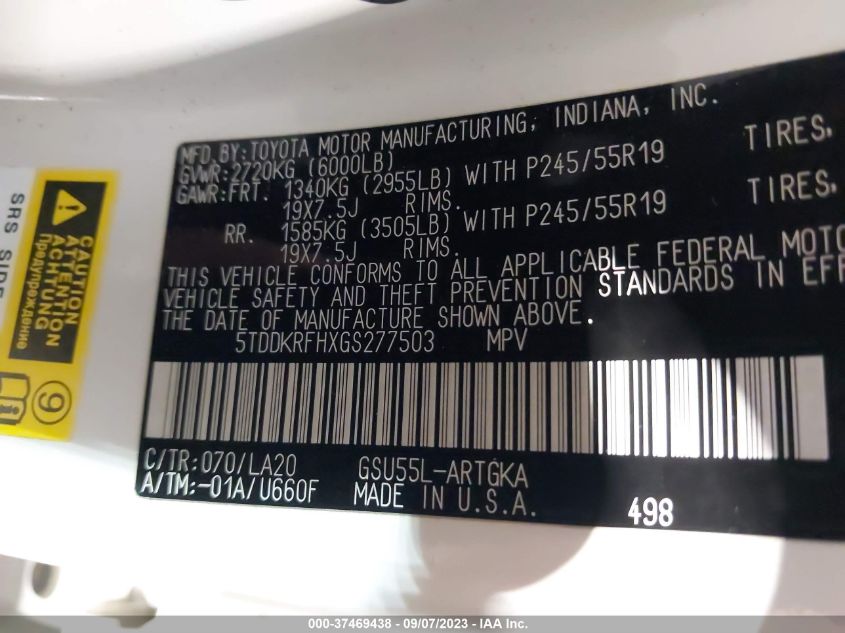 MFD.BY:TOYOTA MOTOR MANUFACTURING, INDIANA, INC.
GVWR:2720KG (6000LB)
GAWR:FRT. 1340KG (2955LB) WITH P245/55R19 TIRES,
19X7.5J RIMS.
RR. 1585KG (3505LB) WITH P245/55R19 TIRES,
19X7.5J RIMS.
THIS VEHICLE CONFORMS TO ALL APPLICABLE FEDERAL MOTO
VEHICLE SAFETY AND THEFT PREVENTION STANDARDS IN EFF
THE DATE OF MANUFACTURE SHOWN ABOVE.
5TDDKRFHXGS277503 MPV
C/TR:070/LA20 GSU55L-ARTGKA
A/TM:-01A/U660F MADE IN U.S.A.
498
CAUTION
ATTENTION
ACHTUNG
Предупреждение
SRS SIDE
9
000-37469438 - 09/07/2023 - IAA Inc.